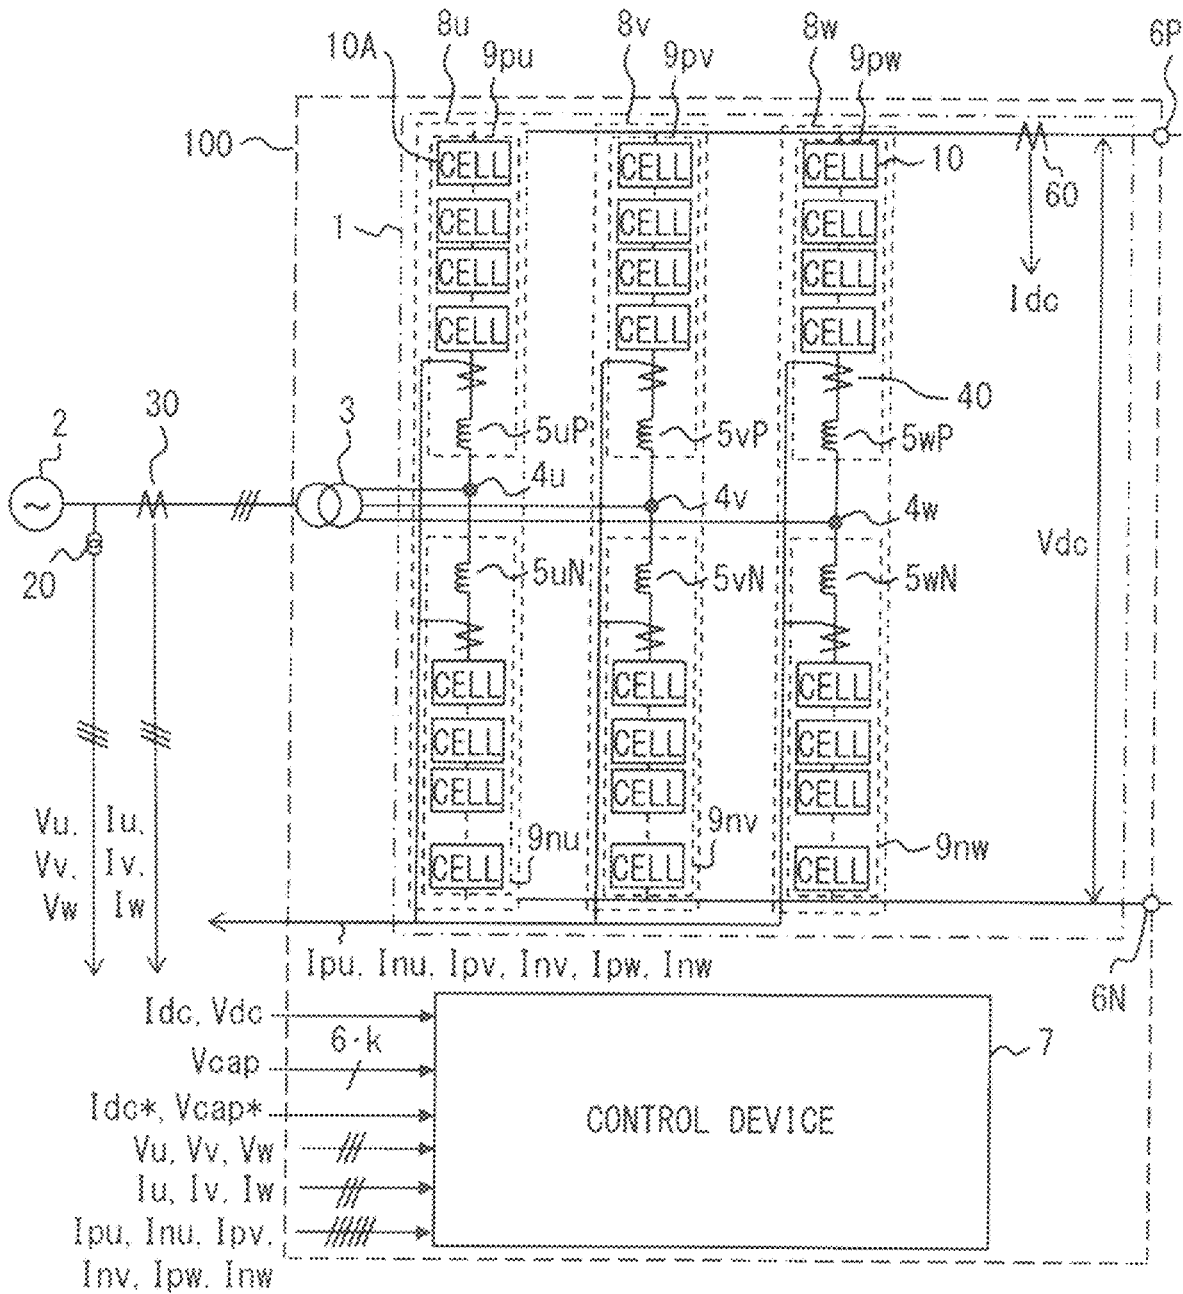 8u 8v 8w 6P
10A 9pu 9pv 9pw
100 CELL CELL CELL 10 60
1 CELL CELL CELL
CELL CELL CELL Idc
CELL CELL CELL
40
2 30 3 5uP 5vP 5wP
4u 4v 4w
~
Vdc
20 5uN 5vN 5wN
CELL CELL CELL
CELL CELL CELL
CELL CELL CELL
Vu, Iu,
Vv, Iv,
Vw Iw
9nu 9nv 9nw
CELL CELL CELL
Ipu, Inu, Ipv, Inv, Ipw, Inw
6N
Idc, Vdc
6·k
7
Vcap
Idc*, Vcap*
CONTROL DEVICE
Vu, Vv, Vw
Iu, Iv, Iw
Ipu, Inu, Ipv,
Inv, Ipw, Inw